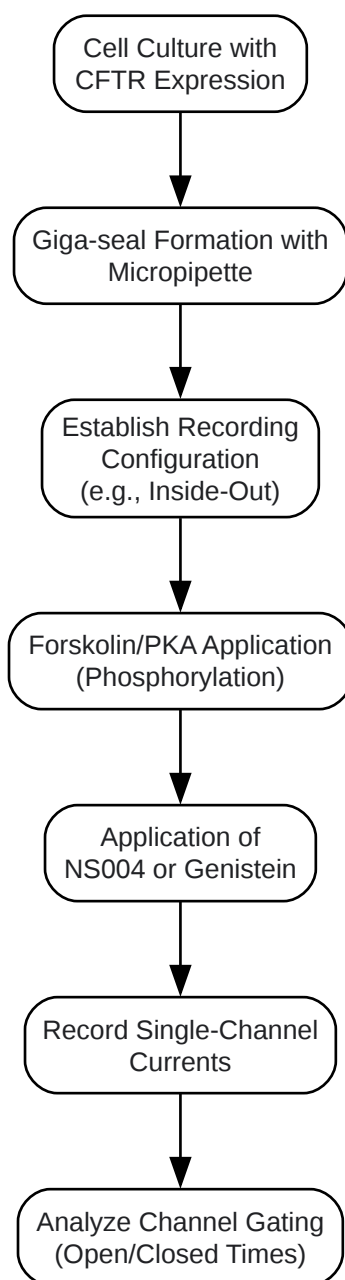 Cell Culture with
CFTR Expression
Giga-seal Formation with
Micropipette
Establish Recording
Configuration
(e.g., Inside-Out)
Forskolin/PKA Application
(Phosphorylation)
Application of
NS004 or Genistein
Record Single-Channel
Currents
Analyze Channel Gating
(Open/Closed Times)